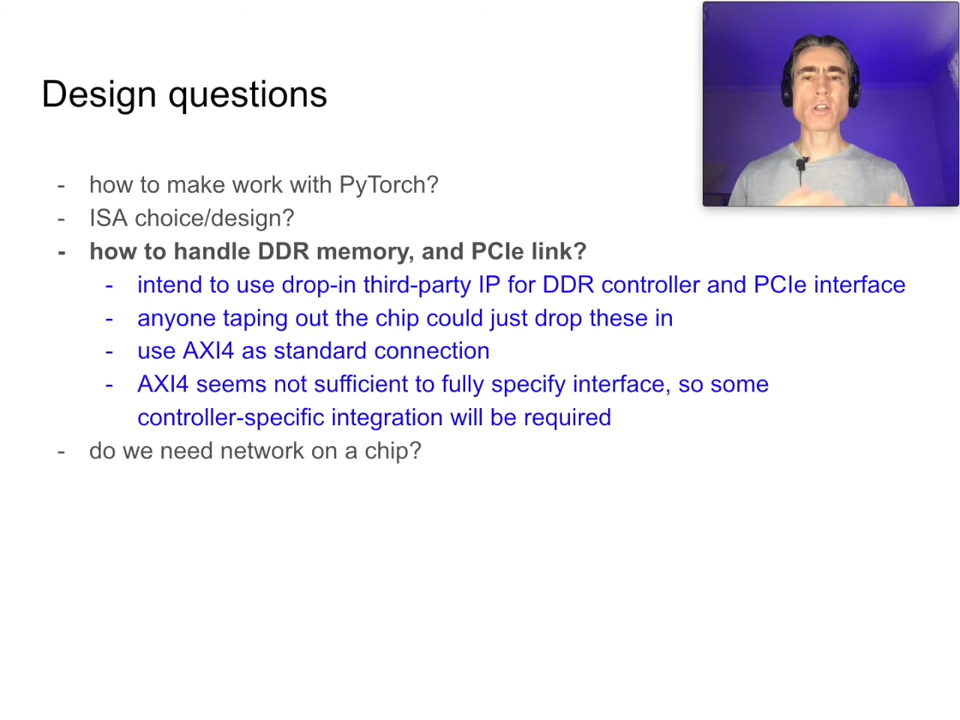 Design questions
- how to make work with PyTorch?
- ISA choice/design?
- how to handle DDR memory, and PCIe link?
- intend to use drop-in third-party IP for DDR controller and PCIe interface
- anyone taping out the chip could just drop these in
- use AXI4 as standard connection
- AXI4 seems not sufficient to fully specify interface, so some
controller-specific integration will be required
- do we need network on a chip?